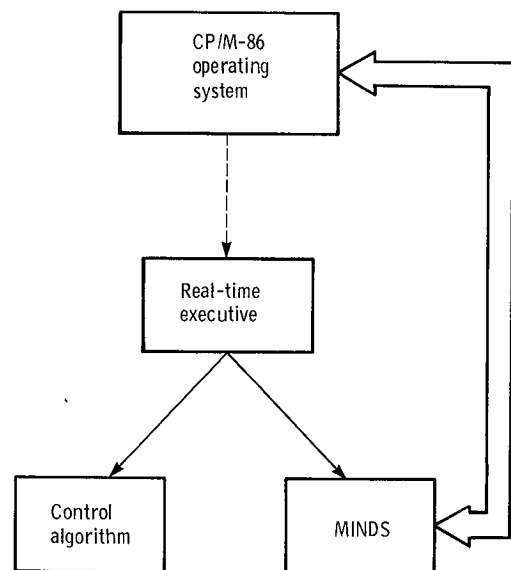 CP/M-86
operating
system
Real-time
executive
Control
algorithm
MINDS